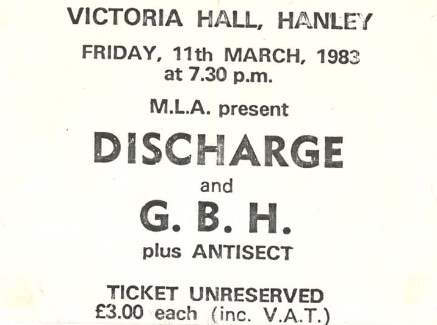 VICTORIA HALL, HANLEY
FRIDAY, 11th MARCH, 1983
at 7.30 p.m.
M.L.A. present
DISCHARGE
and
G. B. H.
plus ANTISECT
TICKET UNRESERVED
£3.00 each (inc. V.A.T.)